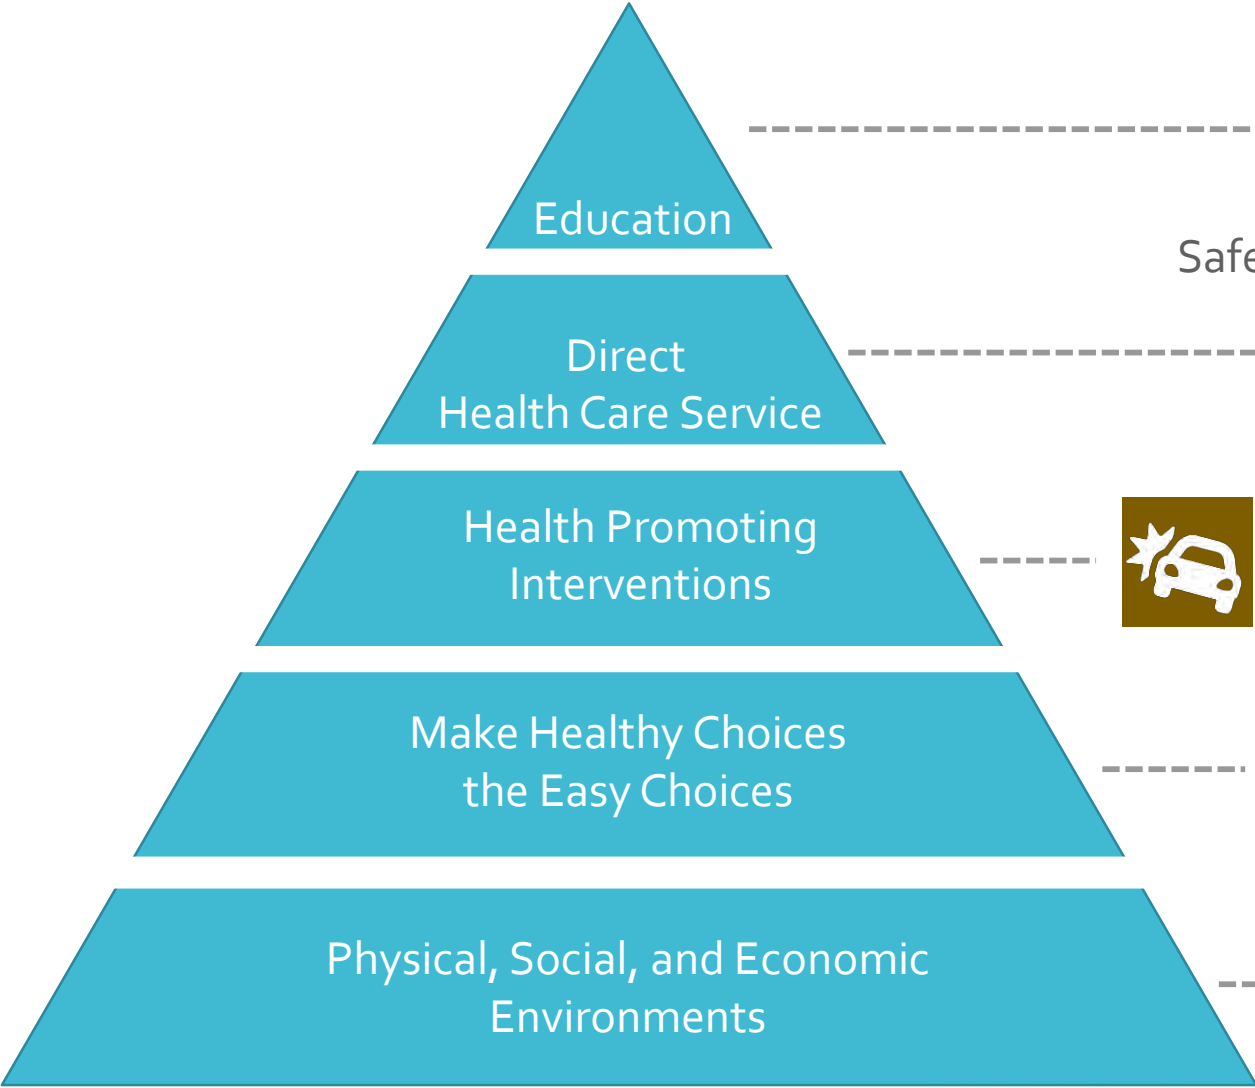 Education
Safe
Direct
Health Care Service
Health Promoting
Interventions
Make Healthy Choices
the Easy Choices
Physical, Social, and Economic
Environments